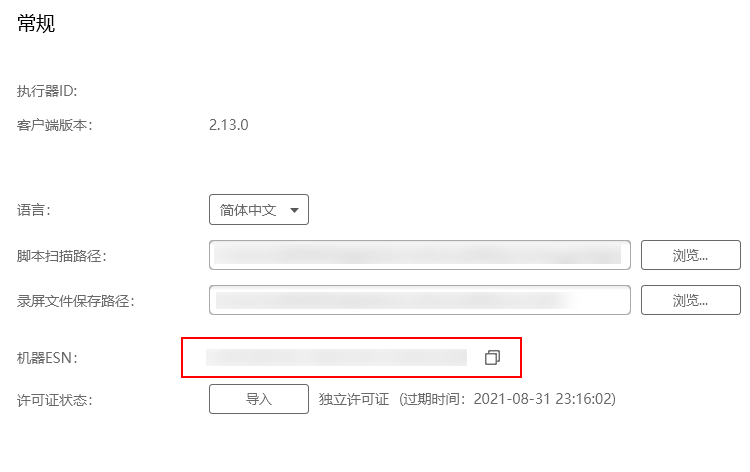 常规
执行器ID:
客户端版本: 2.13.0
语言: 简体中文
脚本扫描路径: 浏览...
录屏文件保存路径: 浏览...
机器ESN:
许可证状态: 导入 独立许可证 (过期时间: 2021-08-31 23:16:02)